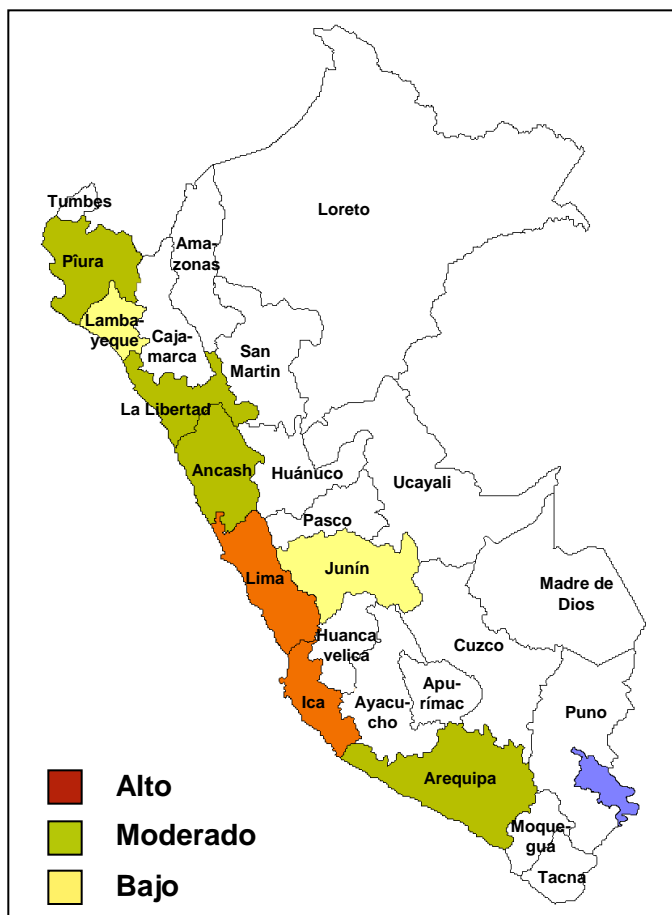 Tumbes
Loreto
Ama-
zonas
Pîura
Lamba-
yeque
Caja-
marca
San
Martin
La Libertad
Ancash
Huánuco
Ucayali
Pasco
Lima
Junín
Madre de
Dios
Huanca
velica
Cuzco
Ica
Ayacu-
cho
Apu-
rímac
Puno
Arequipa
Moque-
gua
Tacna
Alto
Moderado
Bajo